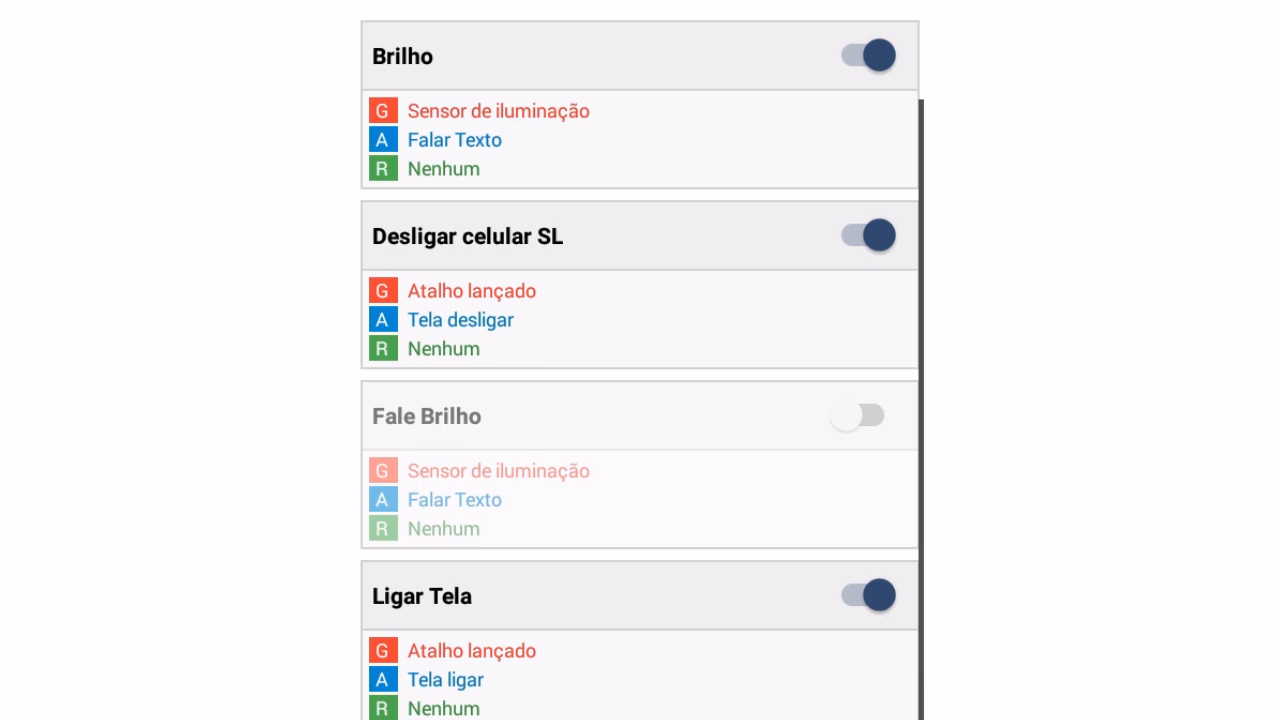 Brilho
G Sensor de iluminação
A Falar Texto
R Nenhum
Desligar celular SL
G Atalho lançado
A Tela desligar
R Nenhum
Fale Brilho
G Sensor de iluminação
A Falar Texto
R Nenhum
Ligar Tela
G Atalho lançado
A Tela ligar
R Nenhum